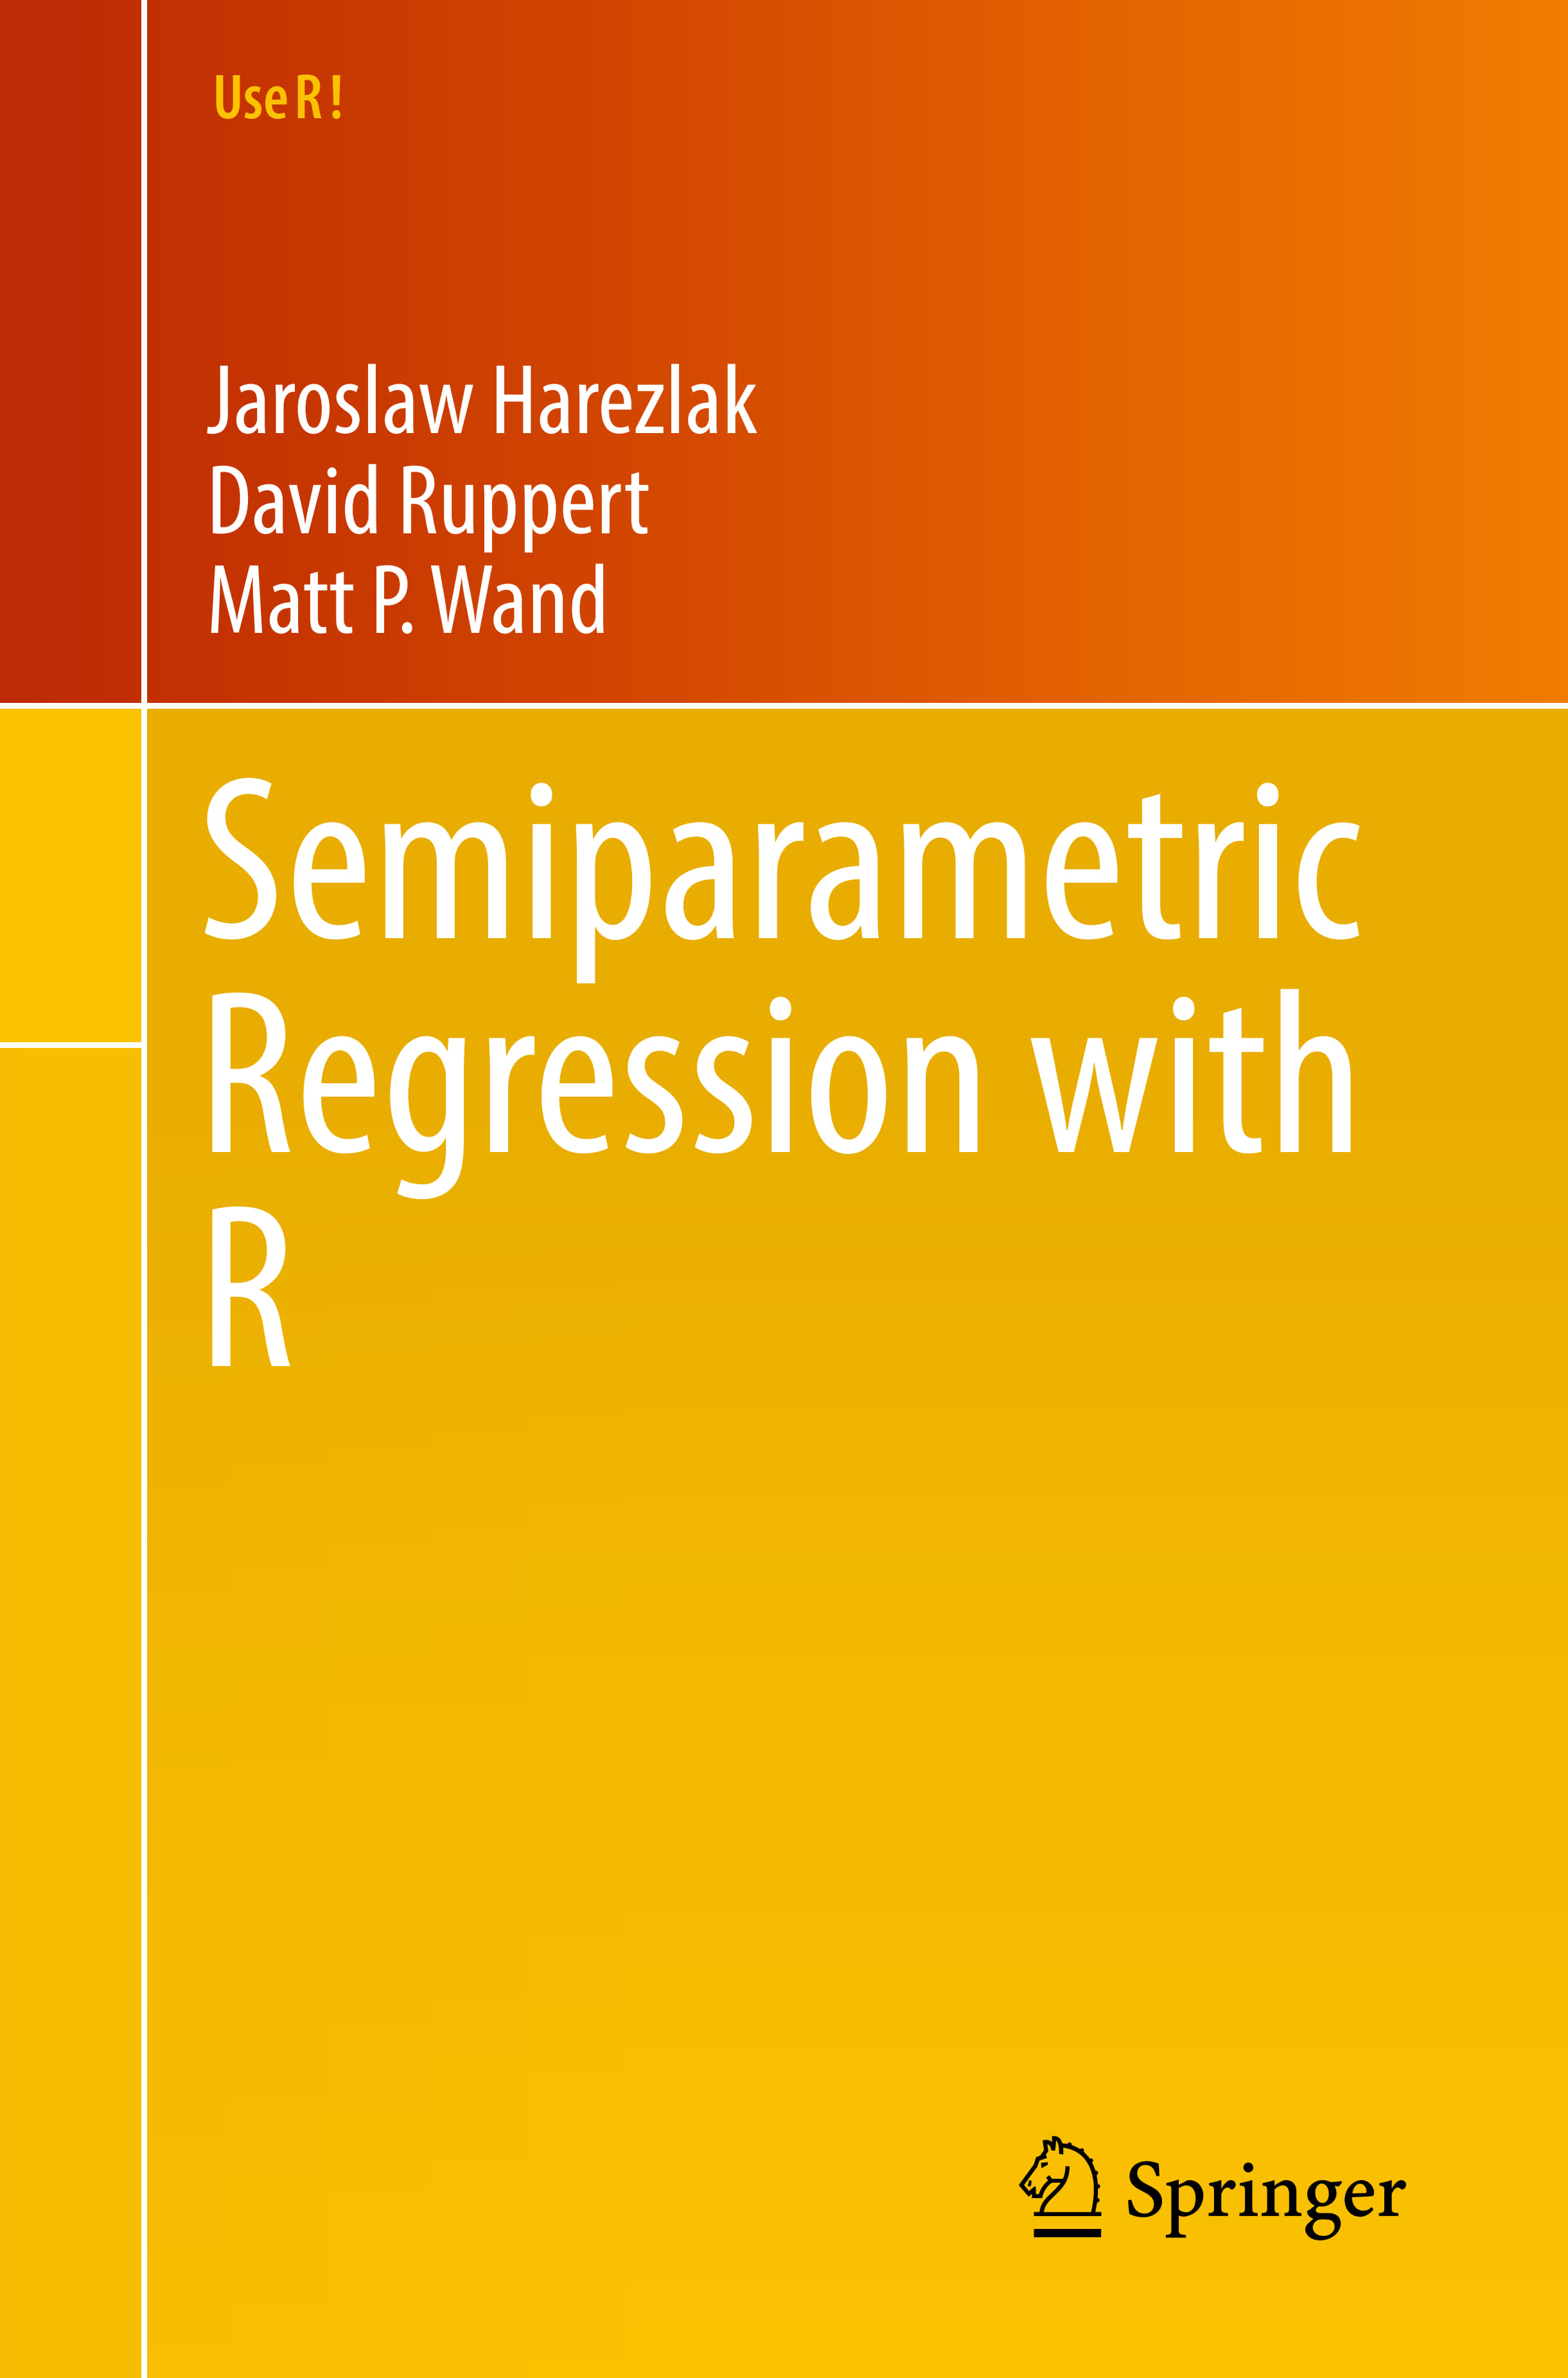 Use R !
Jaroslaw Harezlak
David Ruppert
Matt P. Wand
Semiparametric
Regression with
R
Springer